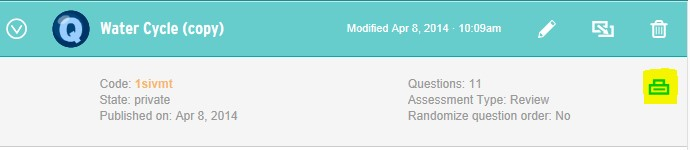 Q Water Cycle (copy) Modified Apr 8, 2014 - 10:09am
Code: 1sivmt Questions: 11
State: private Assessment Type: Review
Published on: Apr 8, 2014 Randomize question order: No